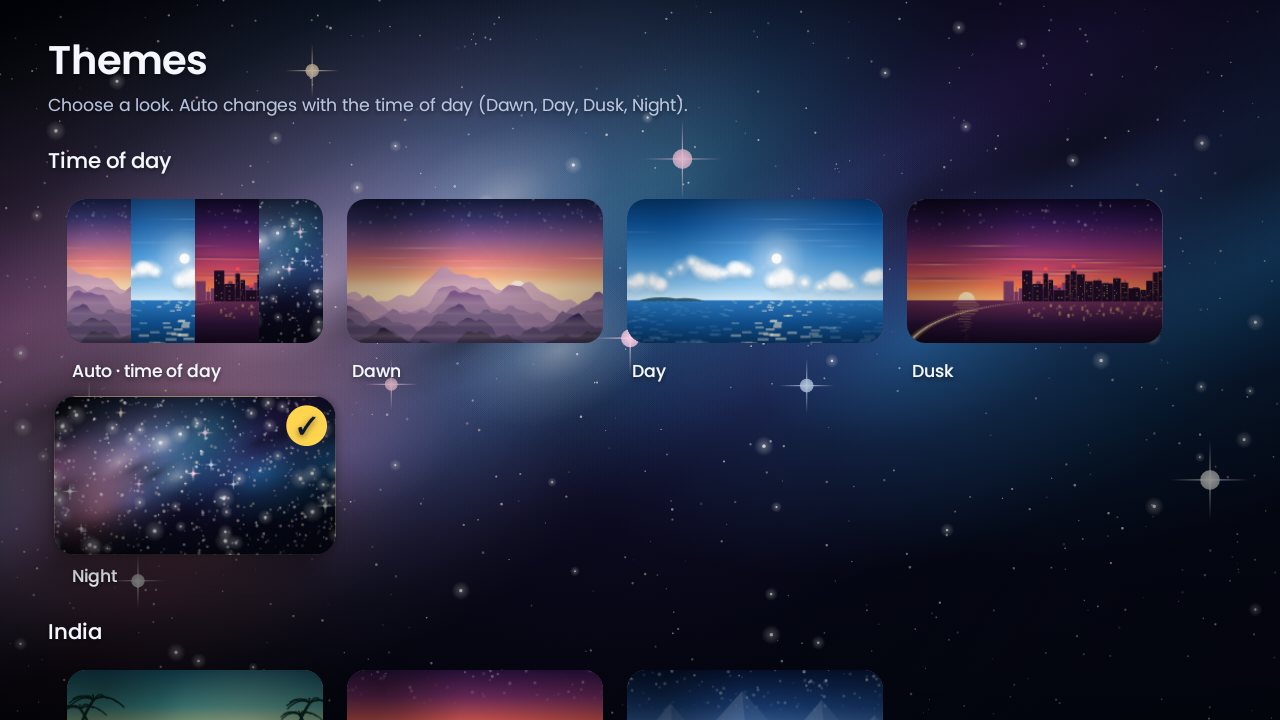 Themes
Choose a look. Auto changes with the time of day (Dawn, Day, Dusk, Night).
Time of day
Auto · time of day
Dawn
Day
Dusk
Night
India